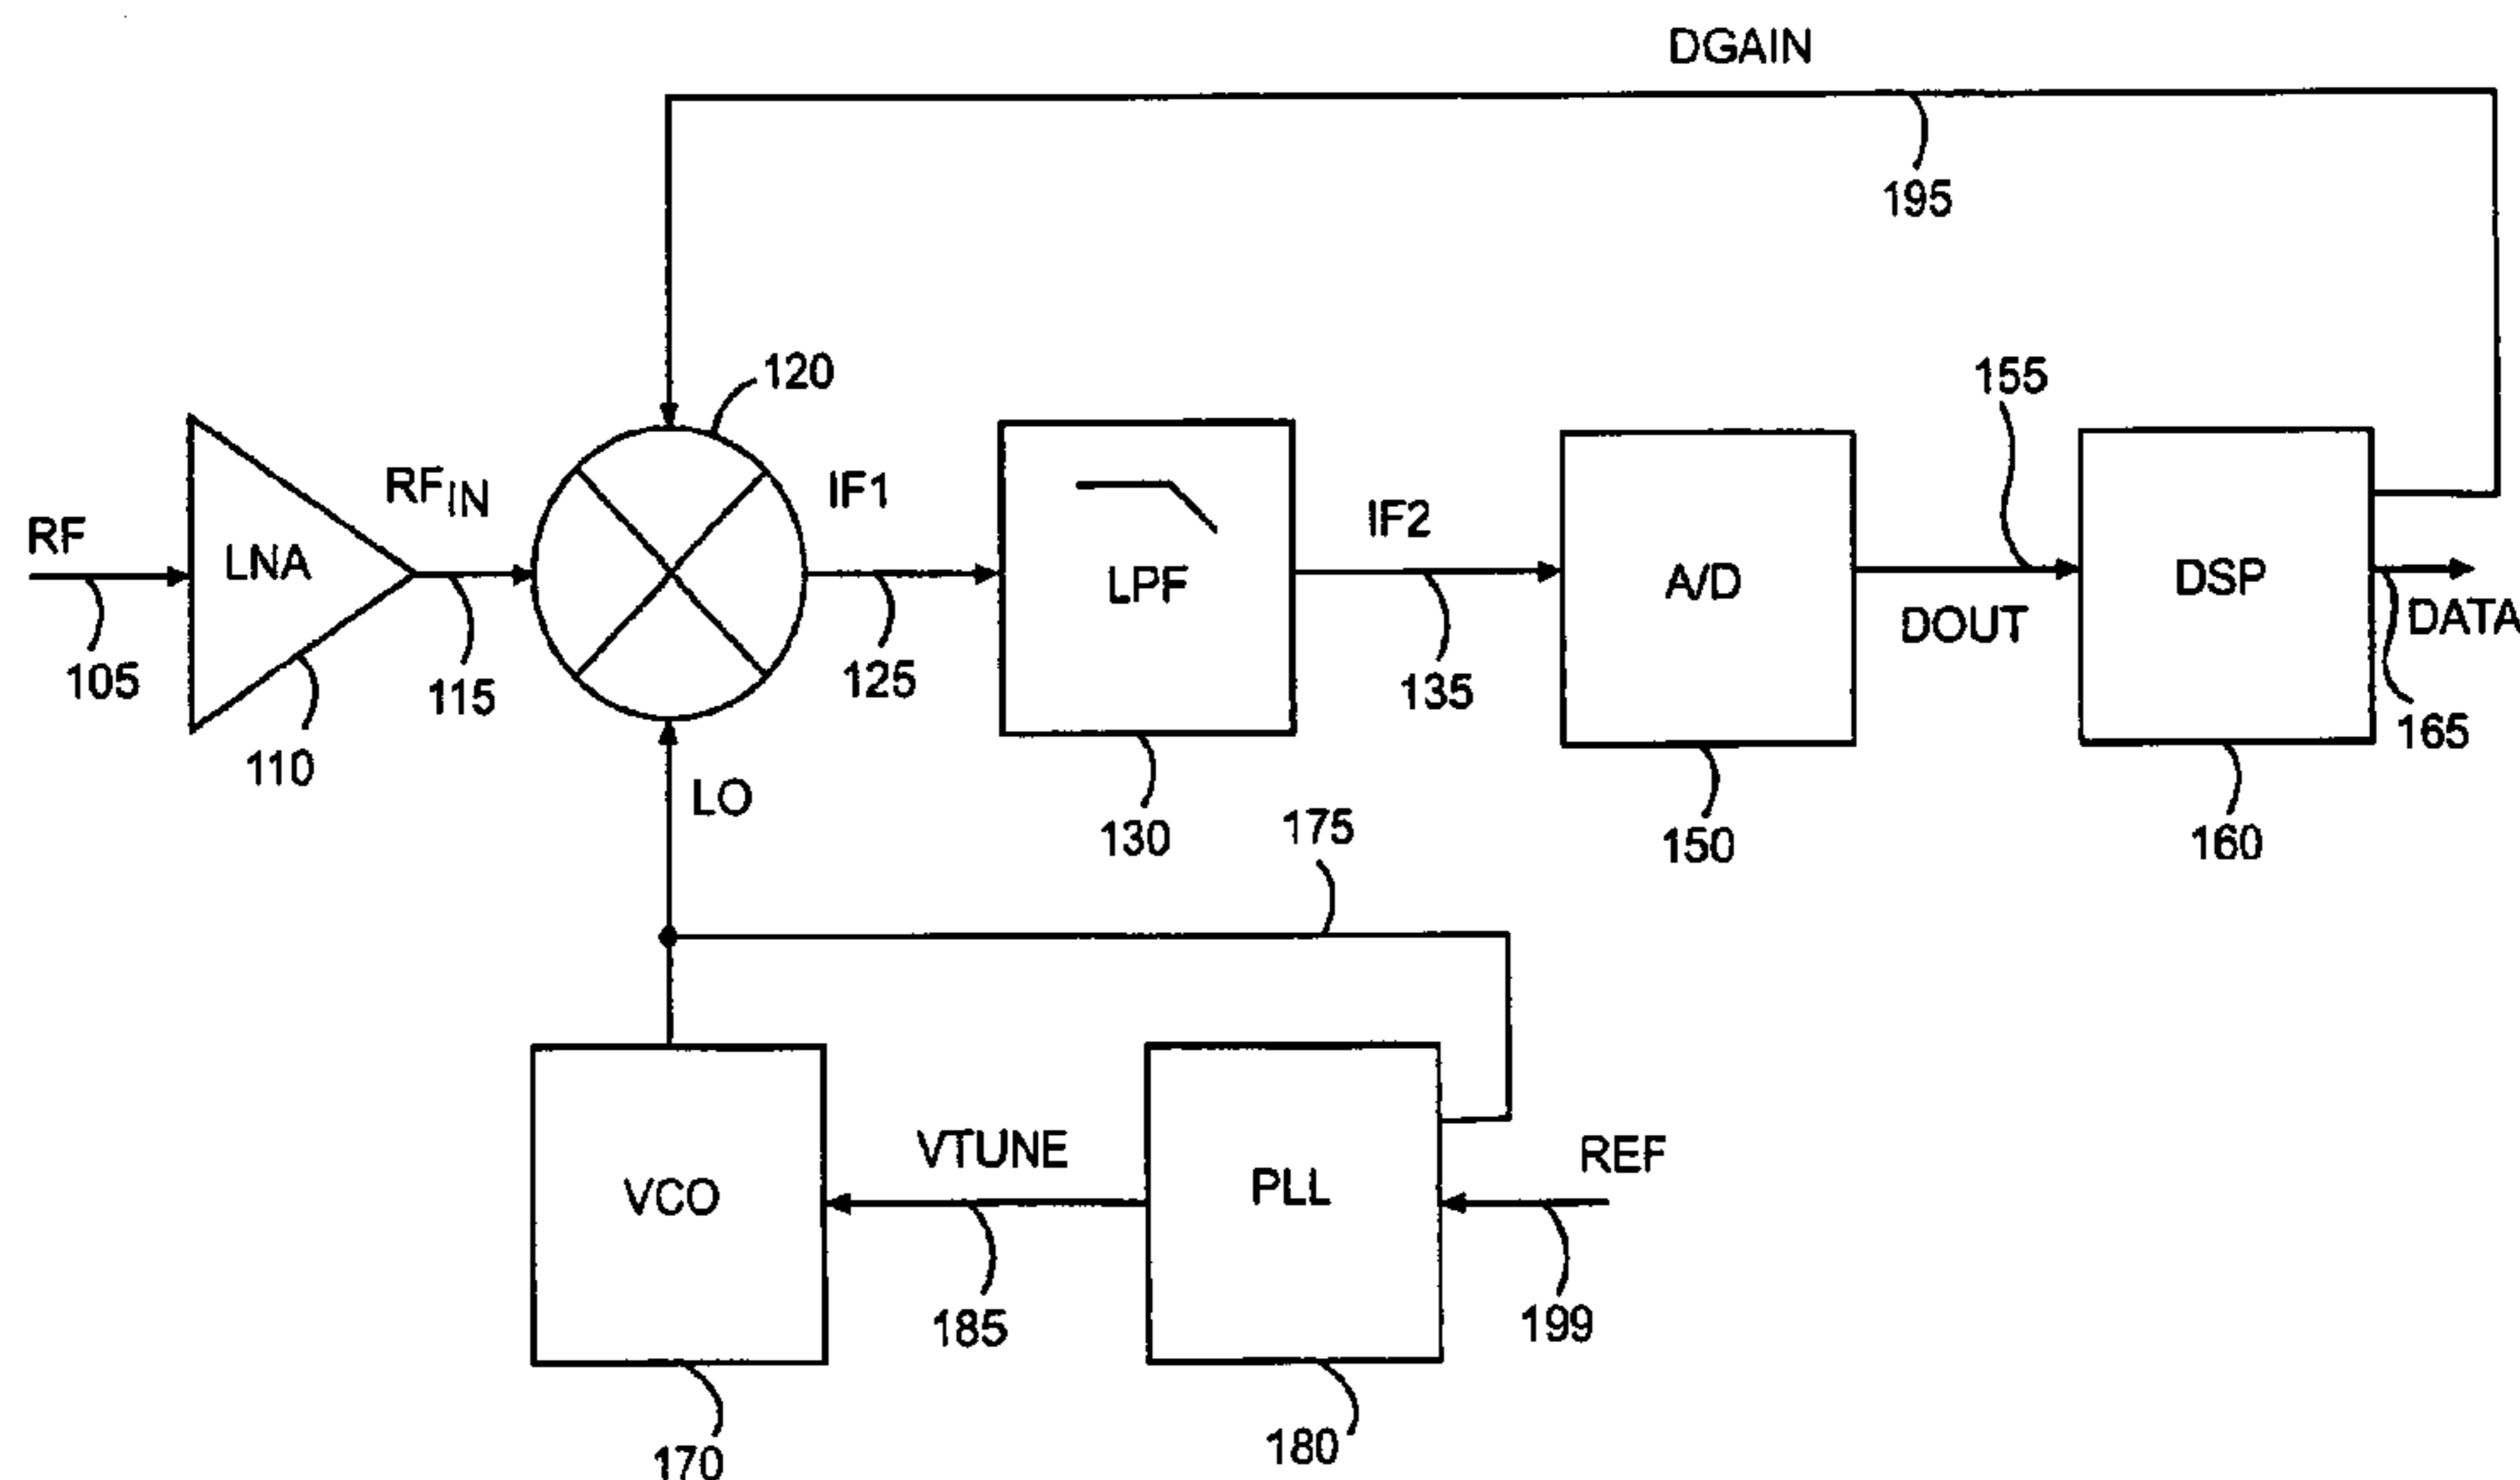 DGAIN
195
120
155
RF
LNA
RFIN
IF1
LPF
IF2
A/D
DOUT
DSP
DATA
105
110
115
125
130
135
150
160
165
LO
175
VCO
VTUNE
PLL
REF
185
199
170
180